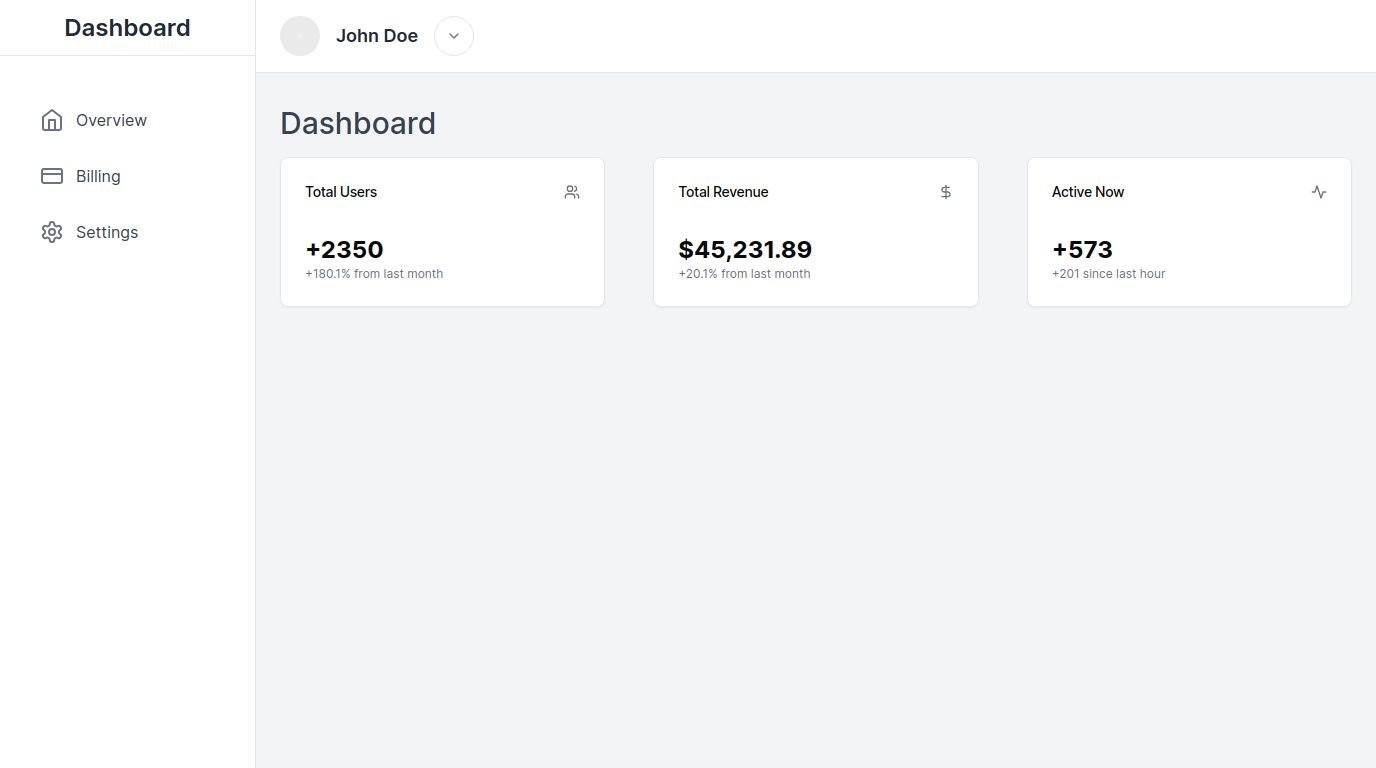 Dashboard
John Doe
Overview
Billing
Settings
Dashboard
Total Users
+2350
+180.1% from last month
Total Revenue
$45,231.89
+20.1% from last month
Active Now
+573
+201 since last hour